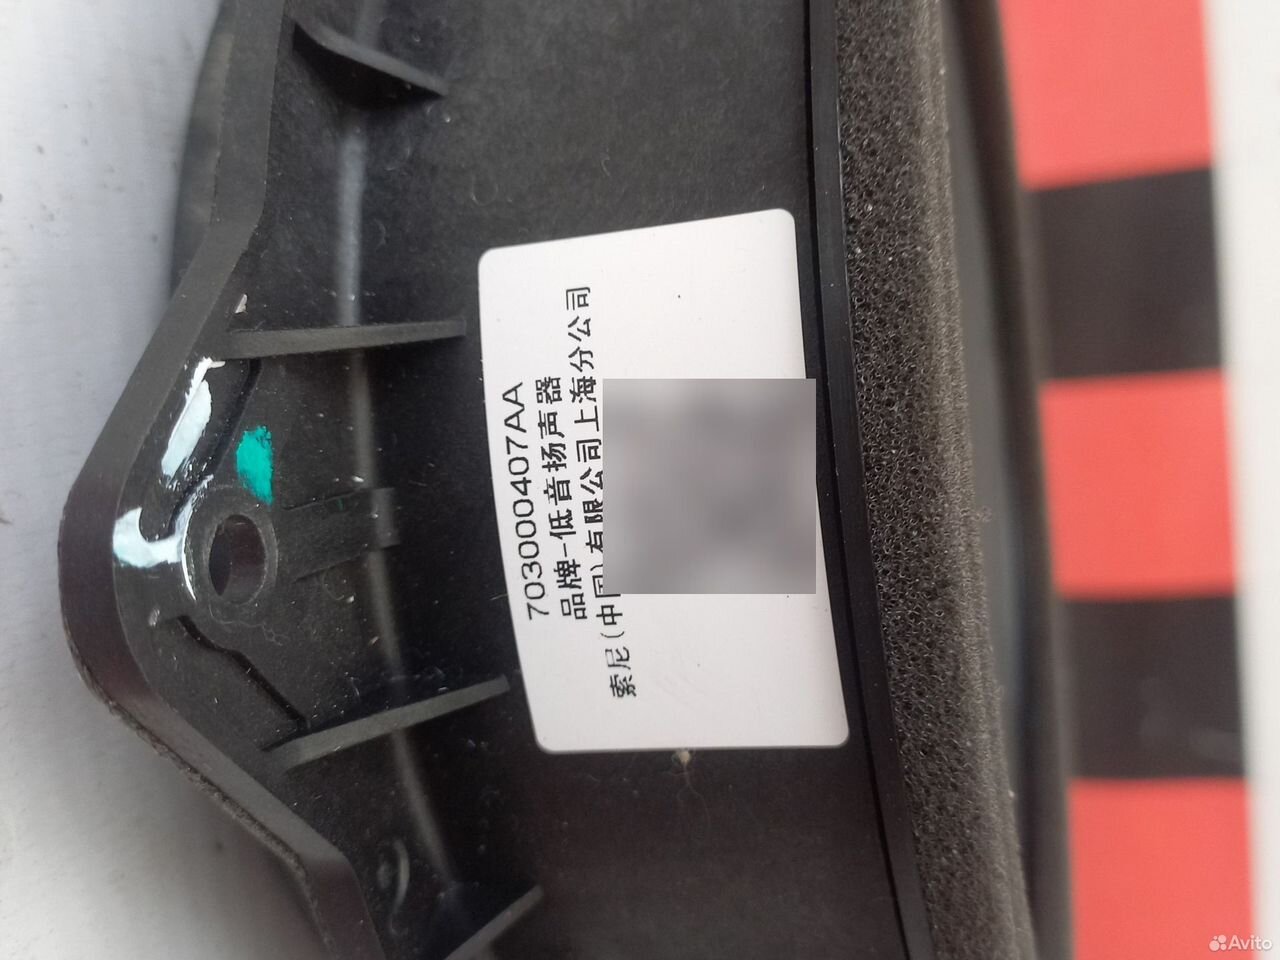 703000407AA
品牌-低音扬声器
索尼(中国)有限公司上海分公司
Avito